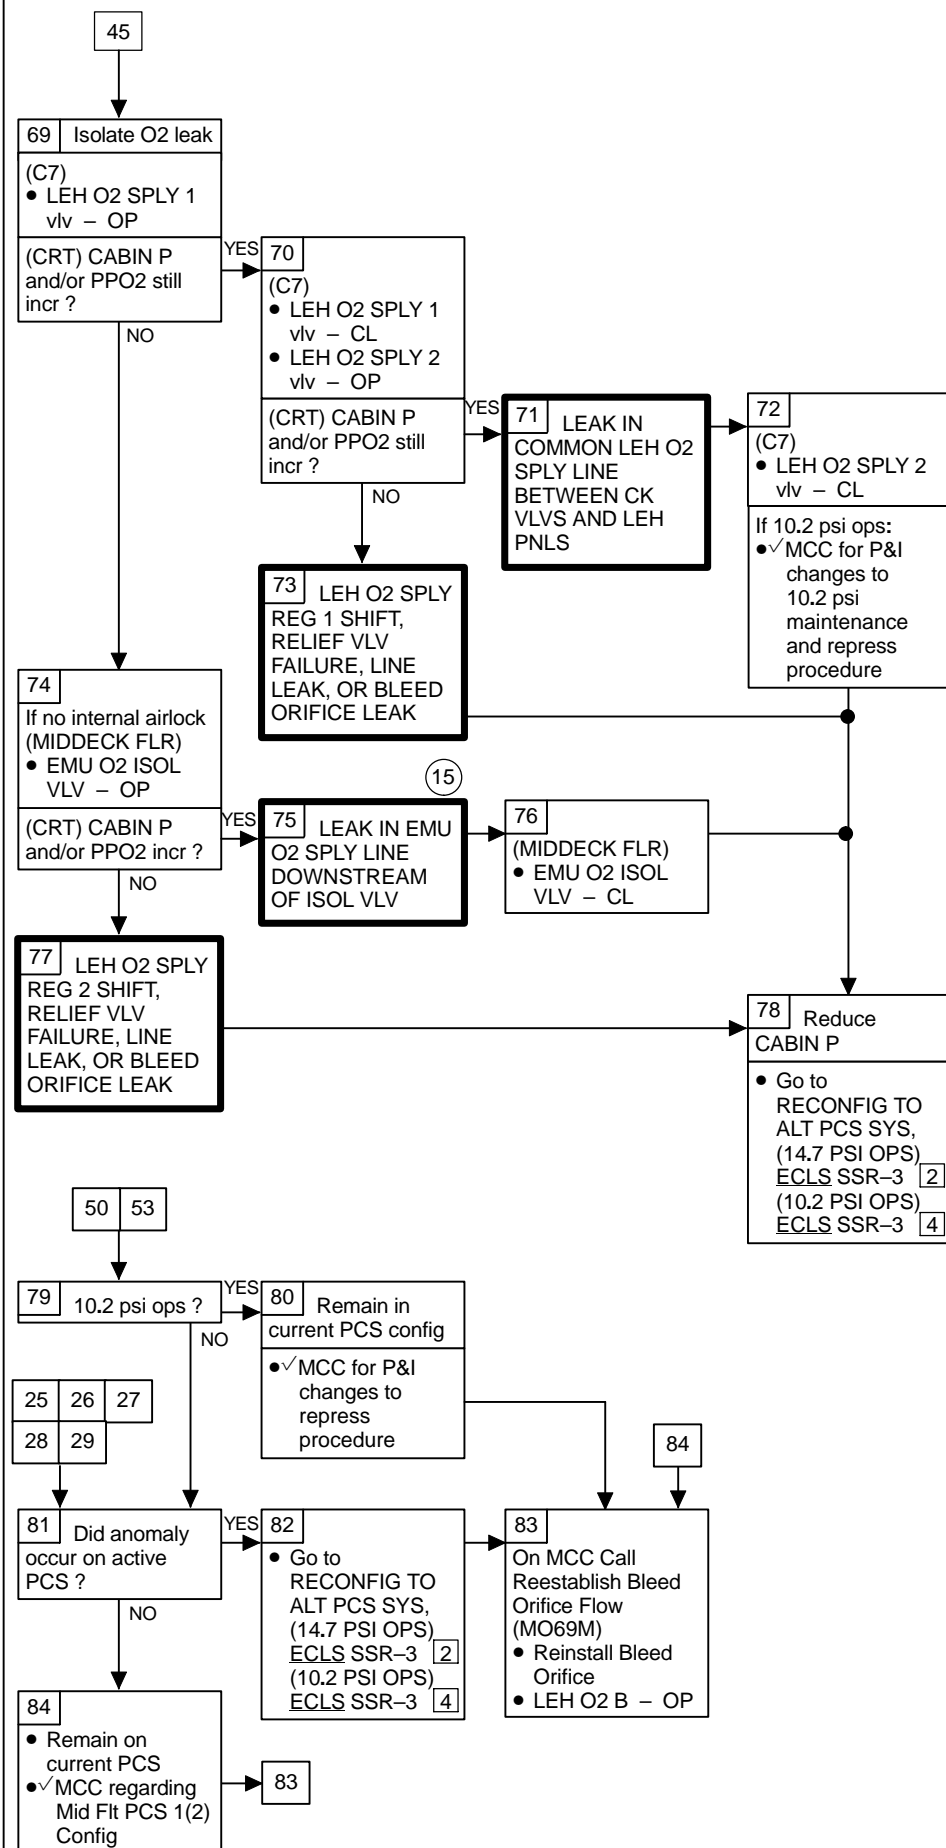 45
69 Isolate O2 leak
(C7)
• LEH O2 SPLY 1
vlv – OP
(CRT) CABIN P
and/or PPO2 still
incr ?
YES
NO
70
(C7)
• LEH O2 SPLY 1
vlv – CL
• LEH O2 SPLY 2
vlv – OP
(CRT) CABIN P
and/or PPO2 still
incr ?
YES
NO
71 LEAK IN
COMMON LEH O2
SPLY LINE
BETWEEN CK
VLVS AND LEH
PNLS
72
(C7)
• LEH O2 SPLY 2
vlv – CL
If 10.2 psi ops:
•√MCC for P&I
changes to
10.2 psi
maintenance
and repress
procedure
73 LEH O2 SPLY
REG 1 SHIFT,
RELIEF VLV
FAILURE, LINE
LEAK, OR BLEED
ORIFICE LEAK
74
If no internal airlock
(MIDDECK FLR)
• EMU O2 ISOL
VLV – OP
(CRT) CABIN P
and/or PPO2 incr ?
YES
NO
15
75 LEAK IN EMU
O2 SPLY LINE
DOWNSTREAM
OF ISOL VLV
76
(MIDDECK FLR)
• EMU O2 ISOL
VLV – CL
77 LEH O2 SPLY
REG 2 SHIFT,
RELIEF VLV
FAILURE, LINE
LEAK, OR BLEED
ORIFICE LEAK
78 Reduce
CABIN P
• Go to
RECONFIG TO
ALT PCS SYS,
(14.7 PSI OPS)
ECLS SSR–3 2
(10.2 PSI OPS)
ECLS SSR–3 4
50 53
79 10.2 psi ops ?
YES
NO
80 Remain in
current PCS config
•√MCC for P&I
changes to
repress
procedure
25 26 27
28 29
84
81 Did anomaly
occur on active
PCS ?
YES
NO
82
• Go to
RECONFIG TO
ALT PCS SYS,
(14.7 PSI OPS)
ECLS SSR–3 2
(10.2 PSI OPS)
ECLS SSR–3 4
83
On MCC Call
Reestablish Bleed
Orifice Flow
(MO69M)
• Reinstall Bleed
Orifice
• LEH O2 B – OP
84
• Remain on
current PCS
•√MCC regarding
Mid Flt PCS 1(2)
Config
83